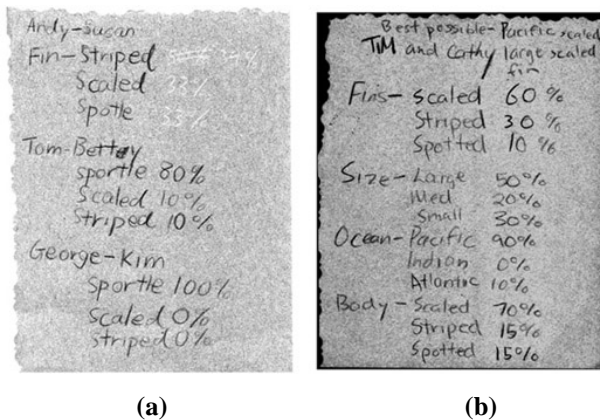 Andy-Susan
Fin-Striped
Scaled 33%
Spotle 33%
Tom-Bettey
sportle 80%
Scaled 10%
Striped 10%
George-Kim
sportle 100%
scaled 0%
striped 0%
(a)
Best possible- Pacific scaled
TIM and Cathy large scaled
fin
Fins- scaled 60%
Striped 30%
Spotted 10%
Size- Large 50%
Med 20%
Small 30%
Ocean- Pacific 90%
Indian 0%
Atlantic 10%
Body- Scaled 70%
Striped 15%
Spotted 15%
(b)